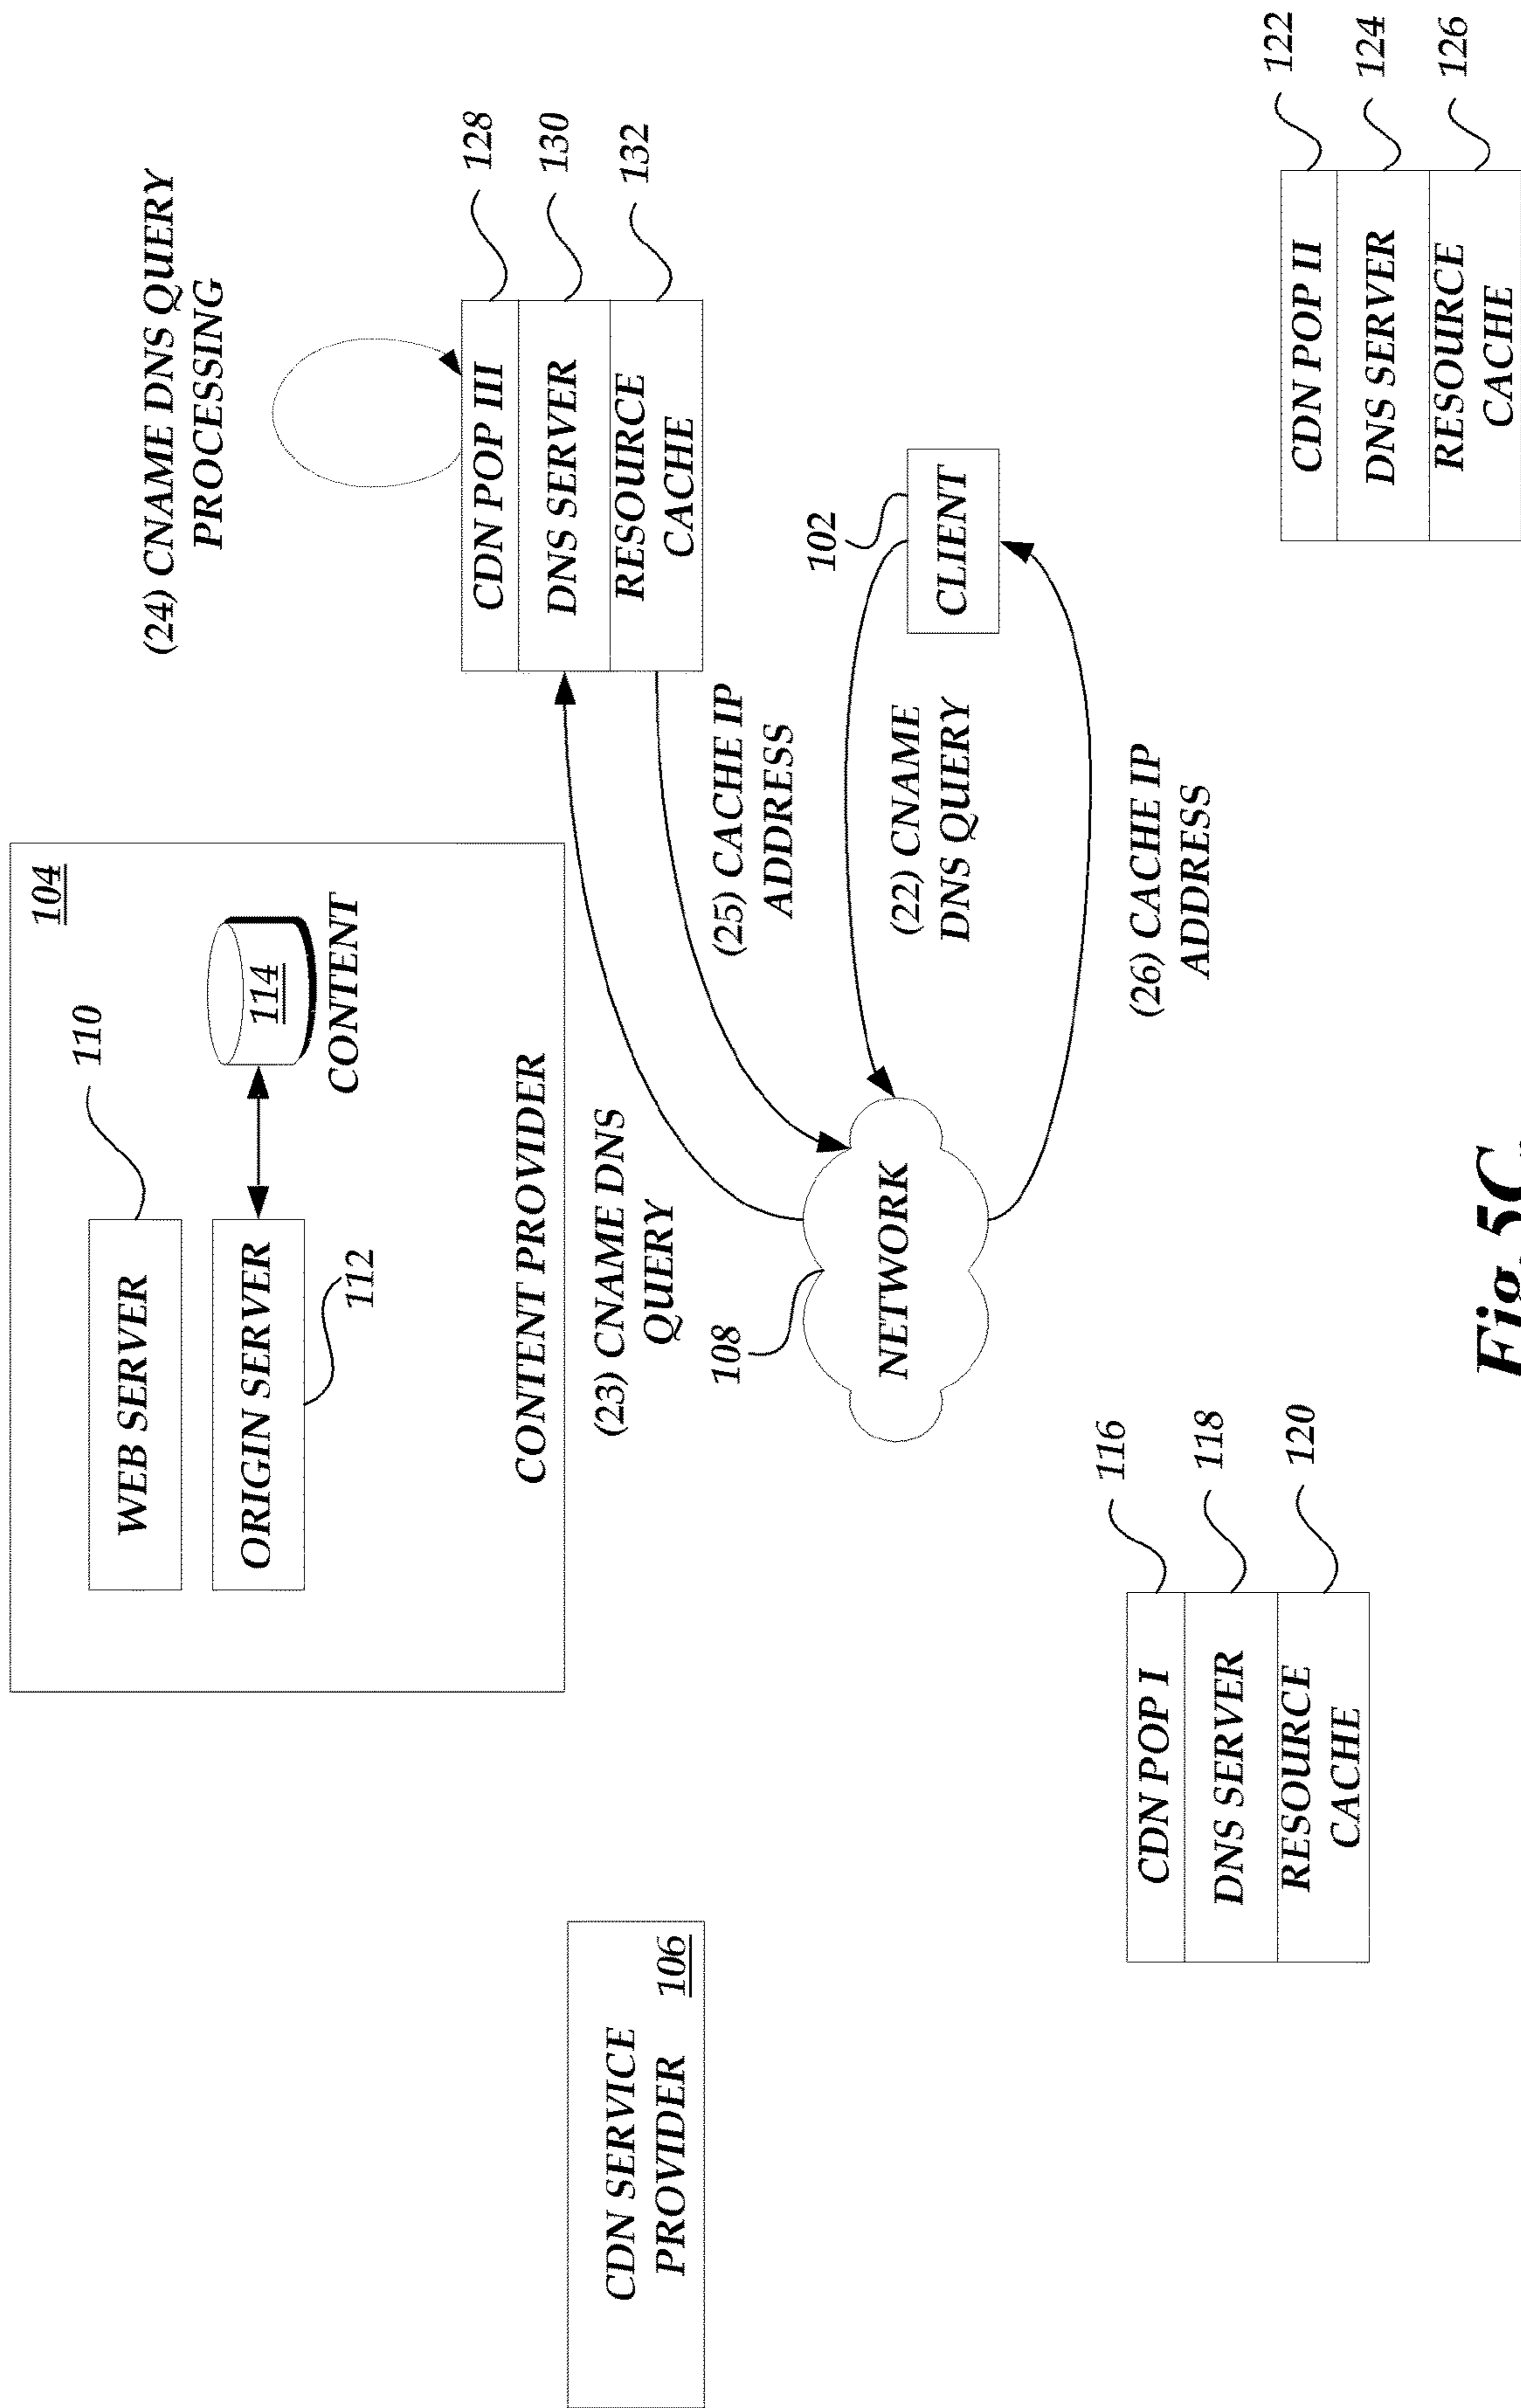 104
110
WEB SERVER
ORIGIN SERVER
112
114
CONTENT
CONTENT PROVIDER
(24) CNAME DNS QUERY
PROCESSING
CDN POP III
DNS SERVER
RESOURCE
CACHE
128
130
132
CDN SERVICE
PROVIDER
106
(23) CNAME DNS
QUERY
(25) CACHE IP
ADDRESS
108
NETWORK
(22) CNAME
DNS QUERY
102
CLIENT
(26) CACHE IP
ADDRESS
CDN POP I
DNS SERVER
RESOURCE
CACHE
116
118
120
CDN POP II
DNS SERVER
RESOURCE
CACHE
122
124
126
Fig. 5C.